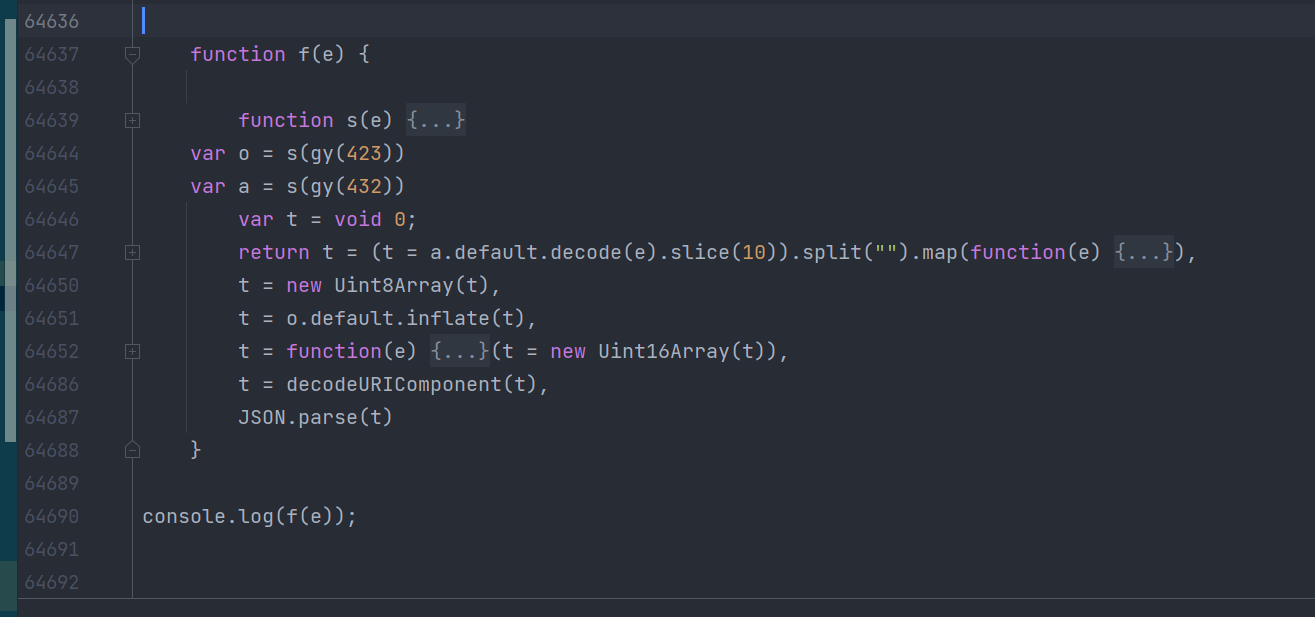 64636
64637 function f(e) {
64638
64639 function s(e) {...}
64644 var o = s(gy(423))
64645 var a = s(gy(432))
64646 var t = void 0;
64647 return t = (t = a.default.decode(e).slice(10)).split("").map(function(e) {...}),
64650 t = new Uint8Array(t),
64651 t = o.default.inflate(t),
64652 t = function(e) {...}(t = new Uint16Array(t)),
64686 t = decodeURIComponent(t),
64687 JSON.parse(t)
64688 }
64689
64690 console.log(f(e));
64691
64692